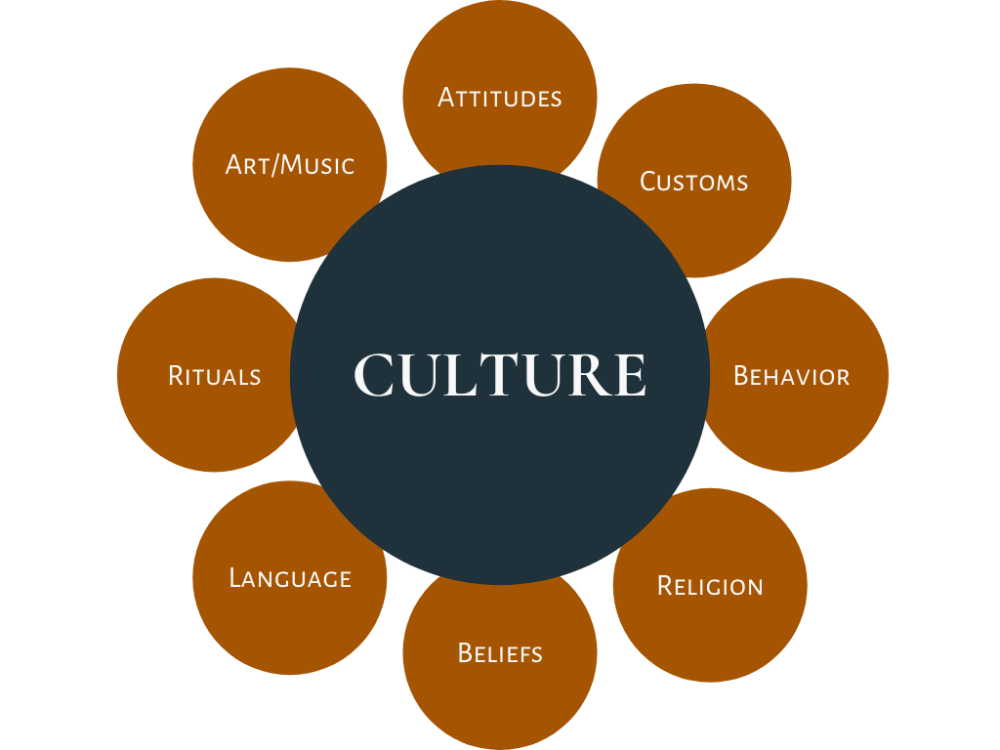 Attitudes
Art/Music
Customs
CULTURE
Rituals
Behavior
Language
Religion
Beliefs